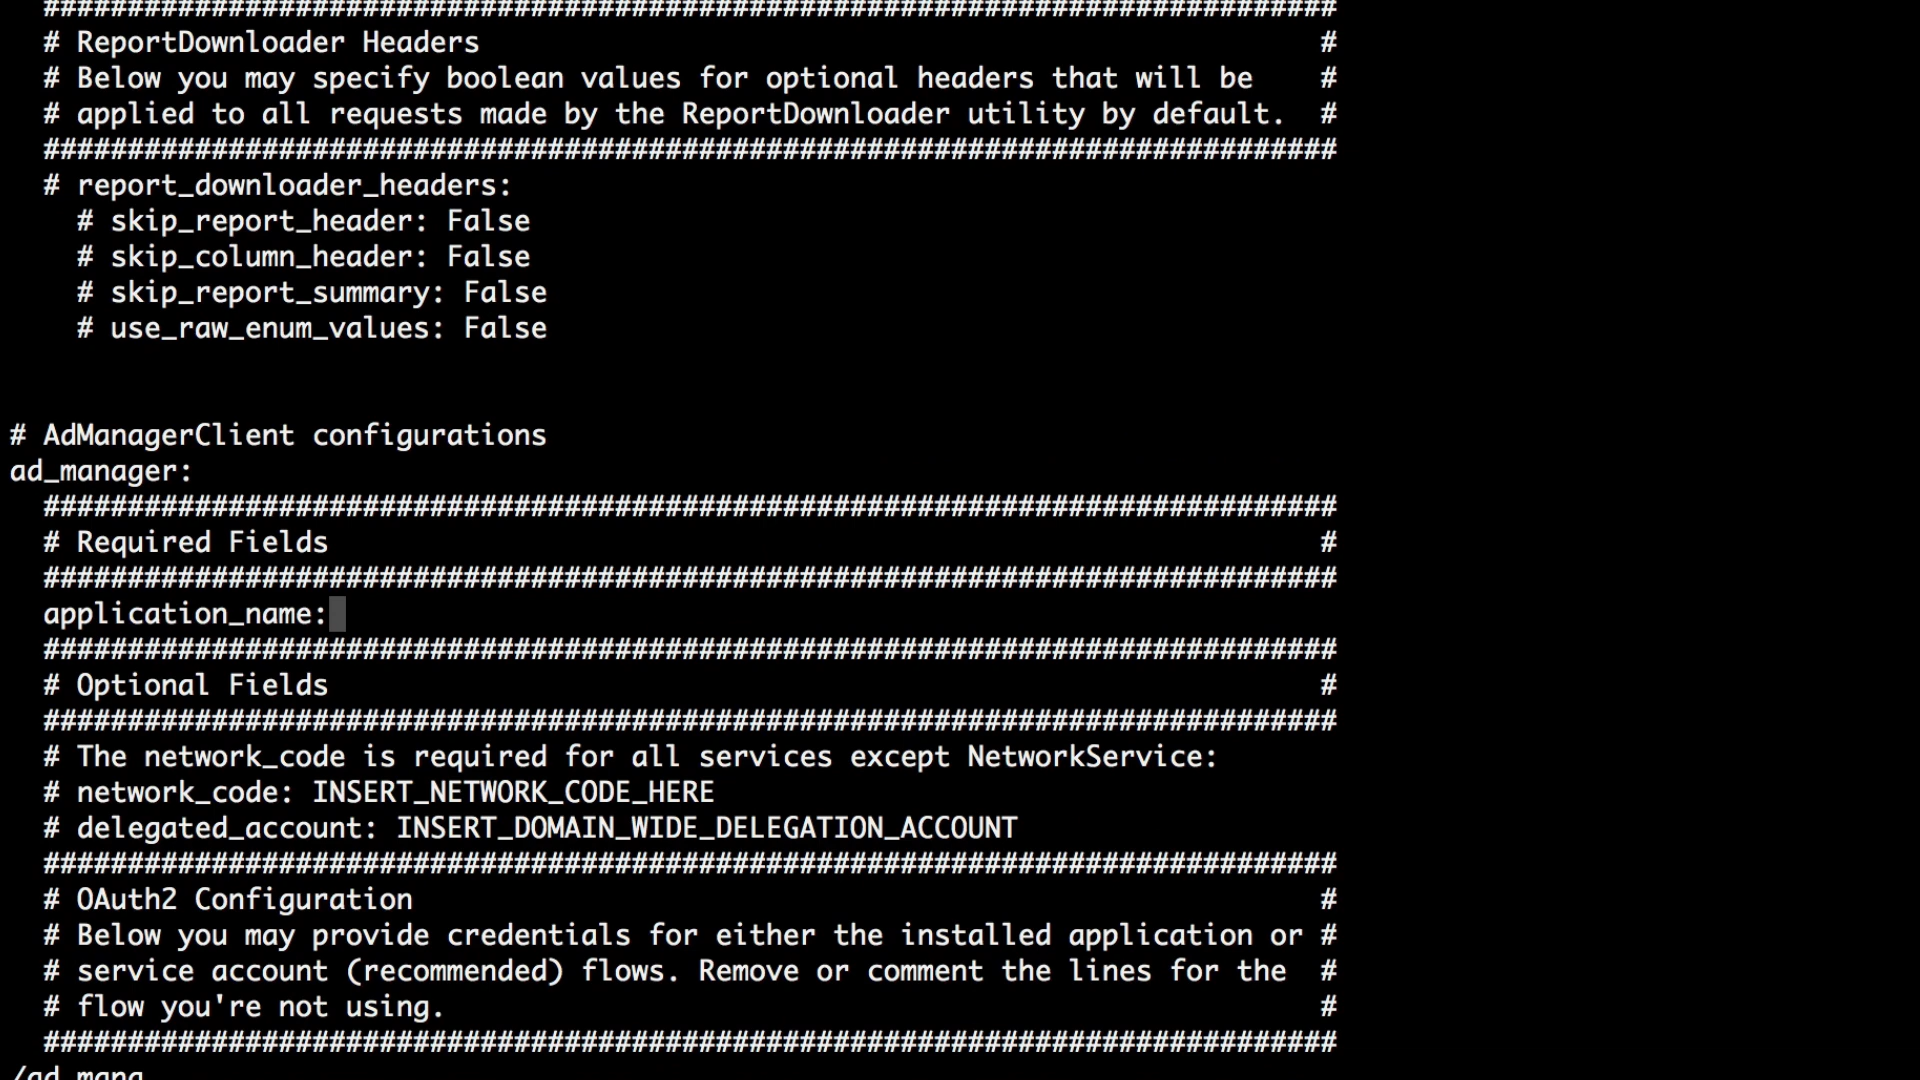 #############################################################################
# ReportDownloader Headers #
# Below you may specify boolean values for optional headers that will be #
# applied to all requests made by the ReportDownloader utility by default. #
#############################################################################
# report_downloader_headers:
# skip_report_header: False
# skip_column_header: False
# skip_report_summary: False
# use_raw_enum_values: False
# AdManagerClient configurations
ad_manager:
#############################################################################
# Required Fields #
#############################################################################
application_name:
#############################################################################
# Optional Fields #
#############################################################################
# The network_code is required for all services except NetworkService:
# network_code: INSERT_NETWORK_CODE_HERE
# delegated_account: INSERT_DOMAIN_WIDE_DELEGATION_ACCOUNT
#############################################################################
# OAuth2 Configuration #
# Below you may provide credentials for either the installed application or #
# service account (recommended) flows. Remove or comment the lines for the #
# flow you're not using. #
#############################################################################
/ad_mana